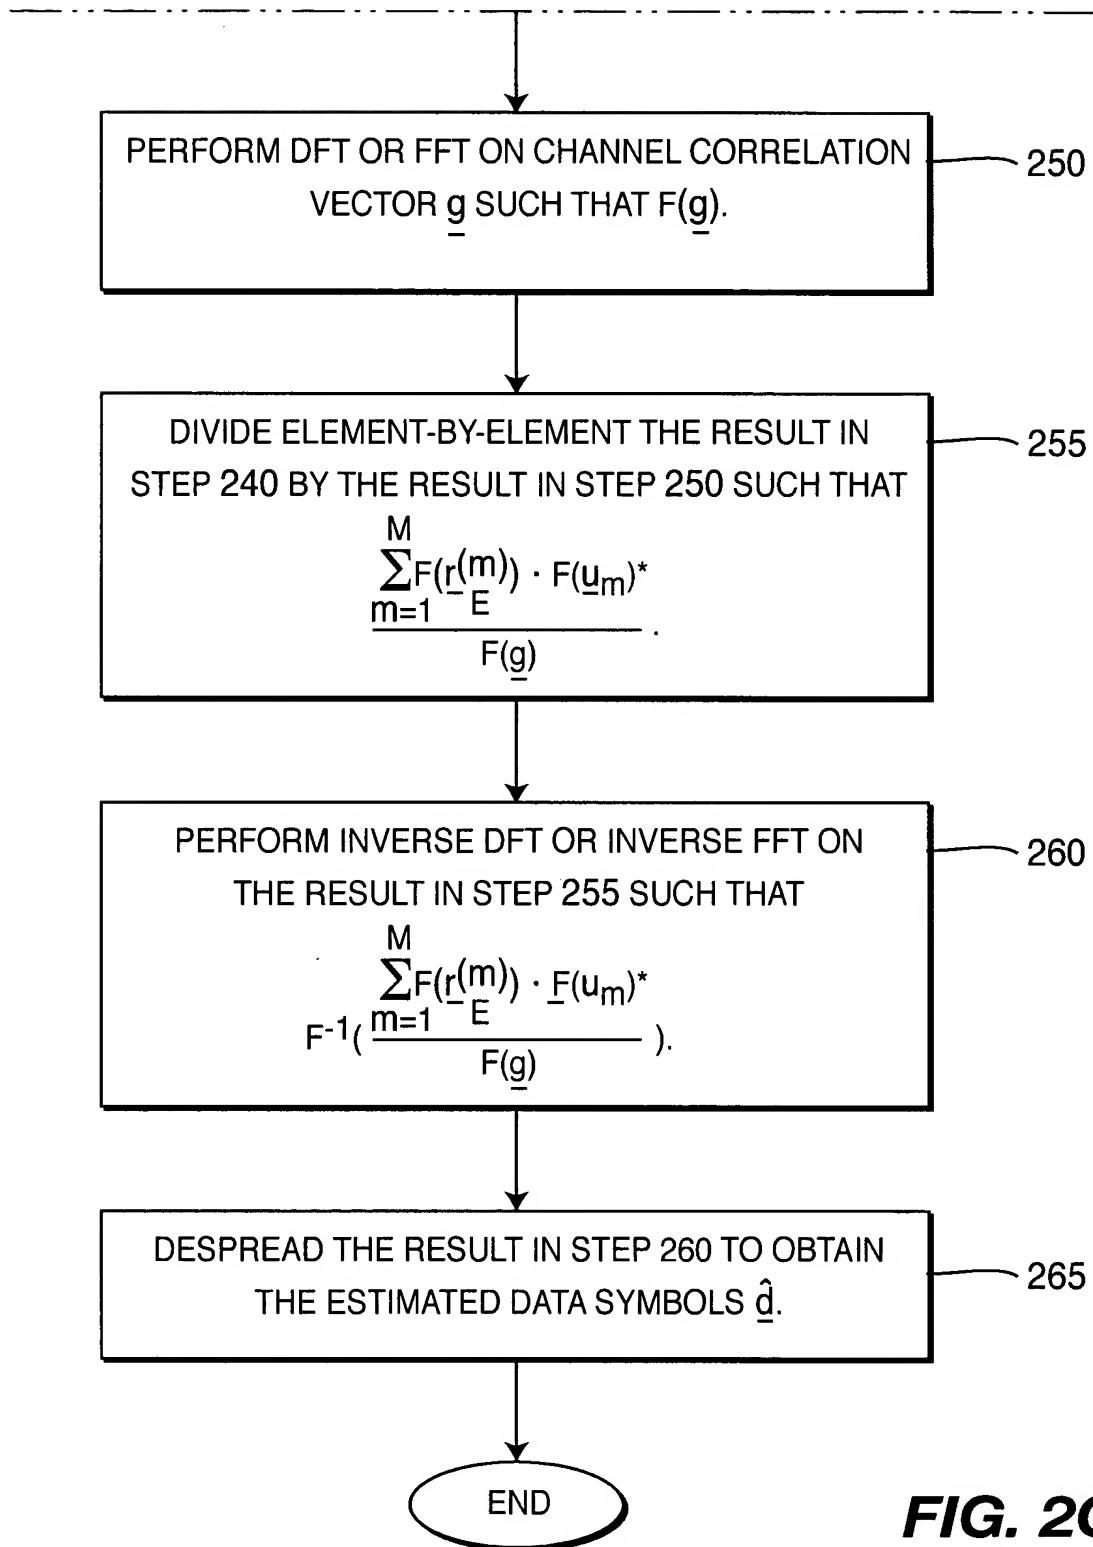 PERFORM DFT OR FFT ON CHANNEL CORRELATION
VECTOR g SUCH THAT F(g).
250
DIVIDE ELEMENT-BY-ELEMENT THE RESULT IN
STEP 240 BY THE RESULT IN STEP 250 SUCH THAT
M
∑F(r(m)) · F(um)*
m=1 E
F(g)
.
255
PERFORM INVERSE DFT OR INVERSE FFT ON
THE RESULT IN STEP 255 SUCH THAT
M
∑F(r(m)) · F(um)*
F-1( m=1 E ).
F(g)
260
DESPREAD THE RESULT IN STEP 260 TO OBTAIN
THE ESTIMATED DATA SYMBOLS d̂.
265
END
FIG. 2C